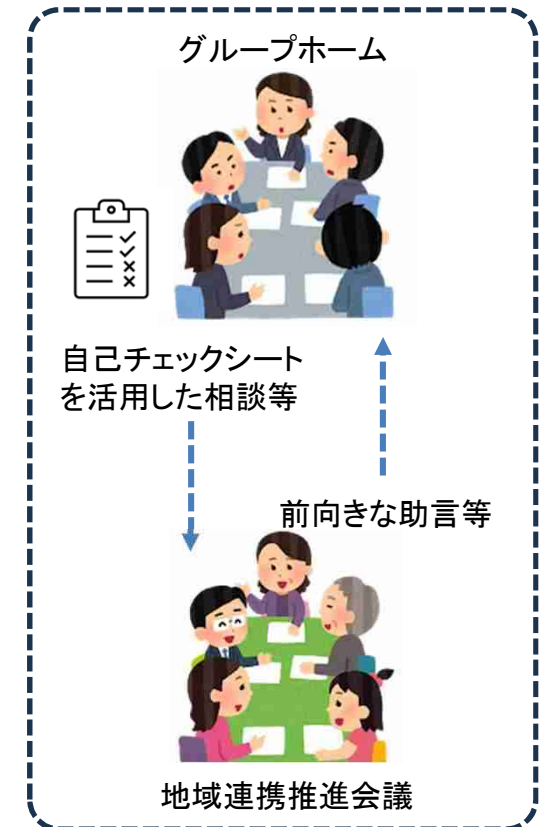 グループホーム
自己チェックシート
を活用した相談等
前向きな助言等
地域連携推進会議